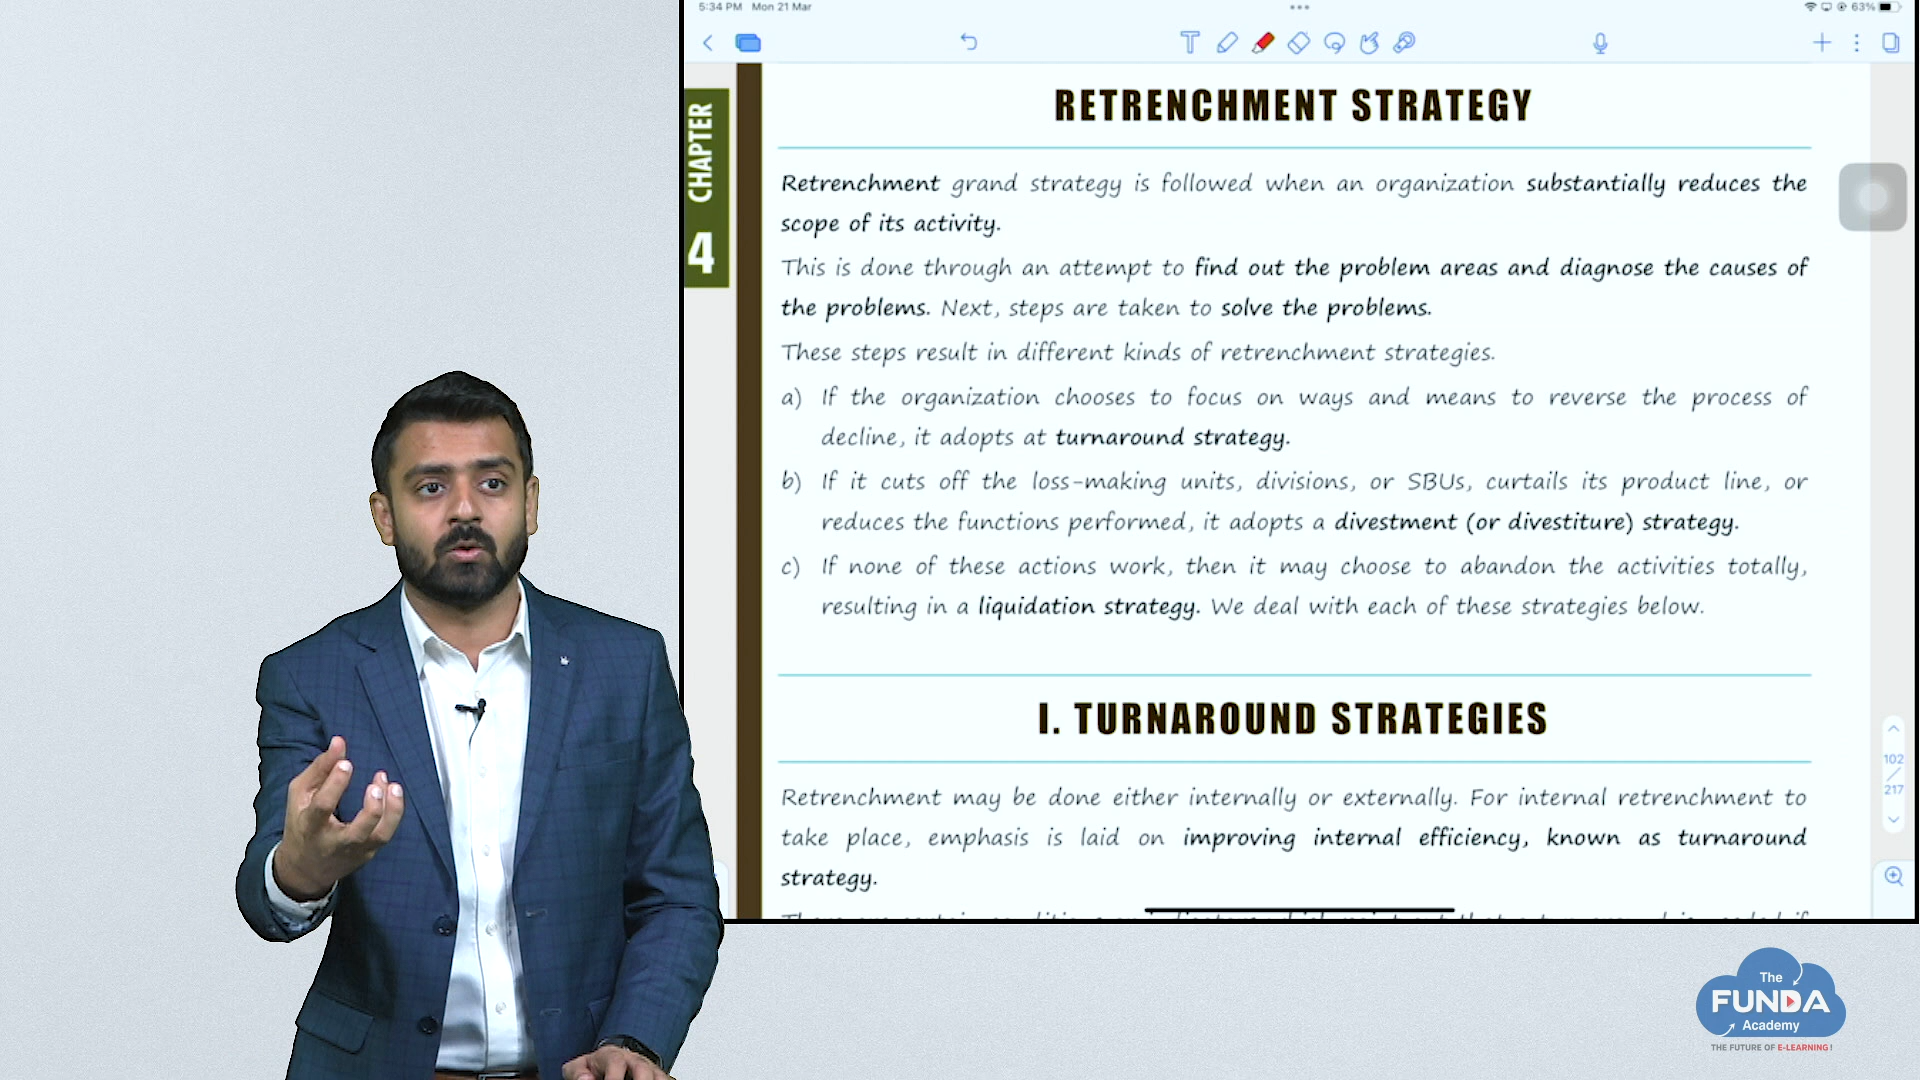 5:34 PM Mon 21 Mar
63%
CHAPTER
4
RETRENCHMENT STRATEGY
Retrenchment grand strategy is followed when an organization substantially reduces the
scope of its activity.
This is done through an attempt to find out the problem areas and diagnose the causes of
the problems. Next, steps are taken to solve the problems.
These steps result in different kinds of retrenchment strategies.
a) If the organization chooses to focus on ways and means to reverse the process of
decline, it adopts at turnaround strategy.
b) If it cuts off the loss-making units, divisions, or SBUs, curtails its product line, or
reduces the functions performed, it adopts a divestment (or divestiture) strategy.
c) If none of these actions work, then it may choose to abandon the activities totally,
resulting in a liquidation strategy. We deal with each of these strategies below.
I. TURNAROUND STRATEGIES
Retrenchment may be done either internally or externally. For internal retrenchment to
take place, emphasis is laid on improving internal efficiency, known as turnaround
strategy.
102
/
217
The
FUNDA
Academy
THE FUTURE OF E-LEARNING!